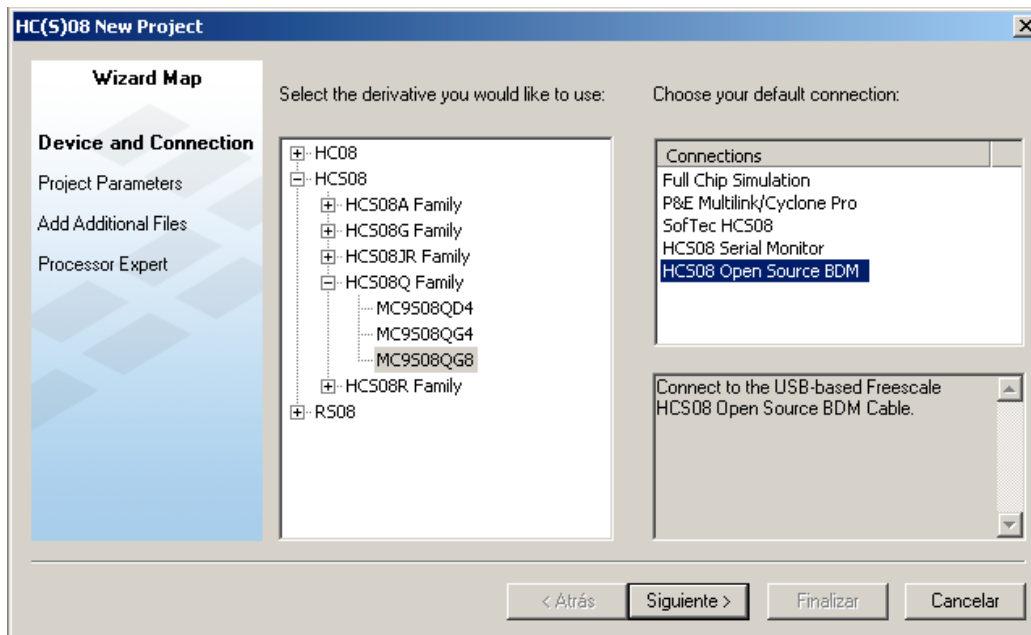 HC(S)08 New Project
Wizard Map
Device and Connection
Project Parameters
Add Additional Files
Processor Expert
Select the derivative you would like to use:
HC08
HCS08
HCS08A Family
HCS08G Family
HCS08JR Family
HCS08Q Family
MC9S08QD4
MC9S08QG4
MC9S08QG8
HCS08R Family
RS08
Choose your default connection:
Connections
Full Chip Simulation
P&E Multilink/Cyclone Pro
SofTec HCS08
HCS08 Serial Monitor
HCS08 Open Source BDM
Connect to the USB-based Freescale
HCS08 Open Source BDM Cable.
< Atrás
Siguiente >
Finalizar
Cancelar